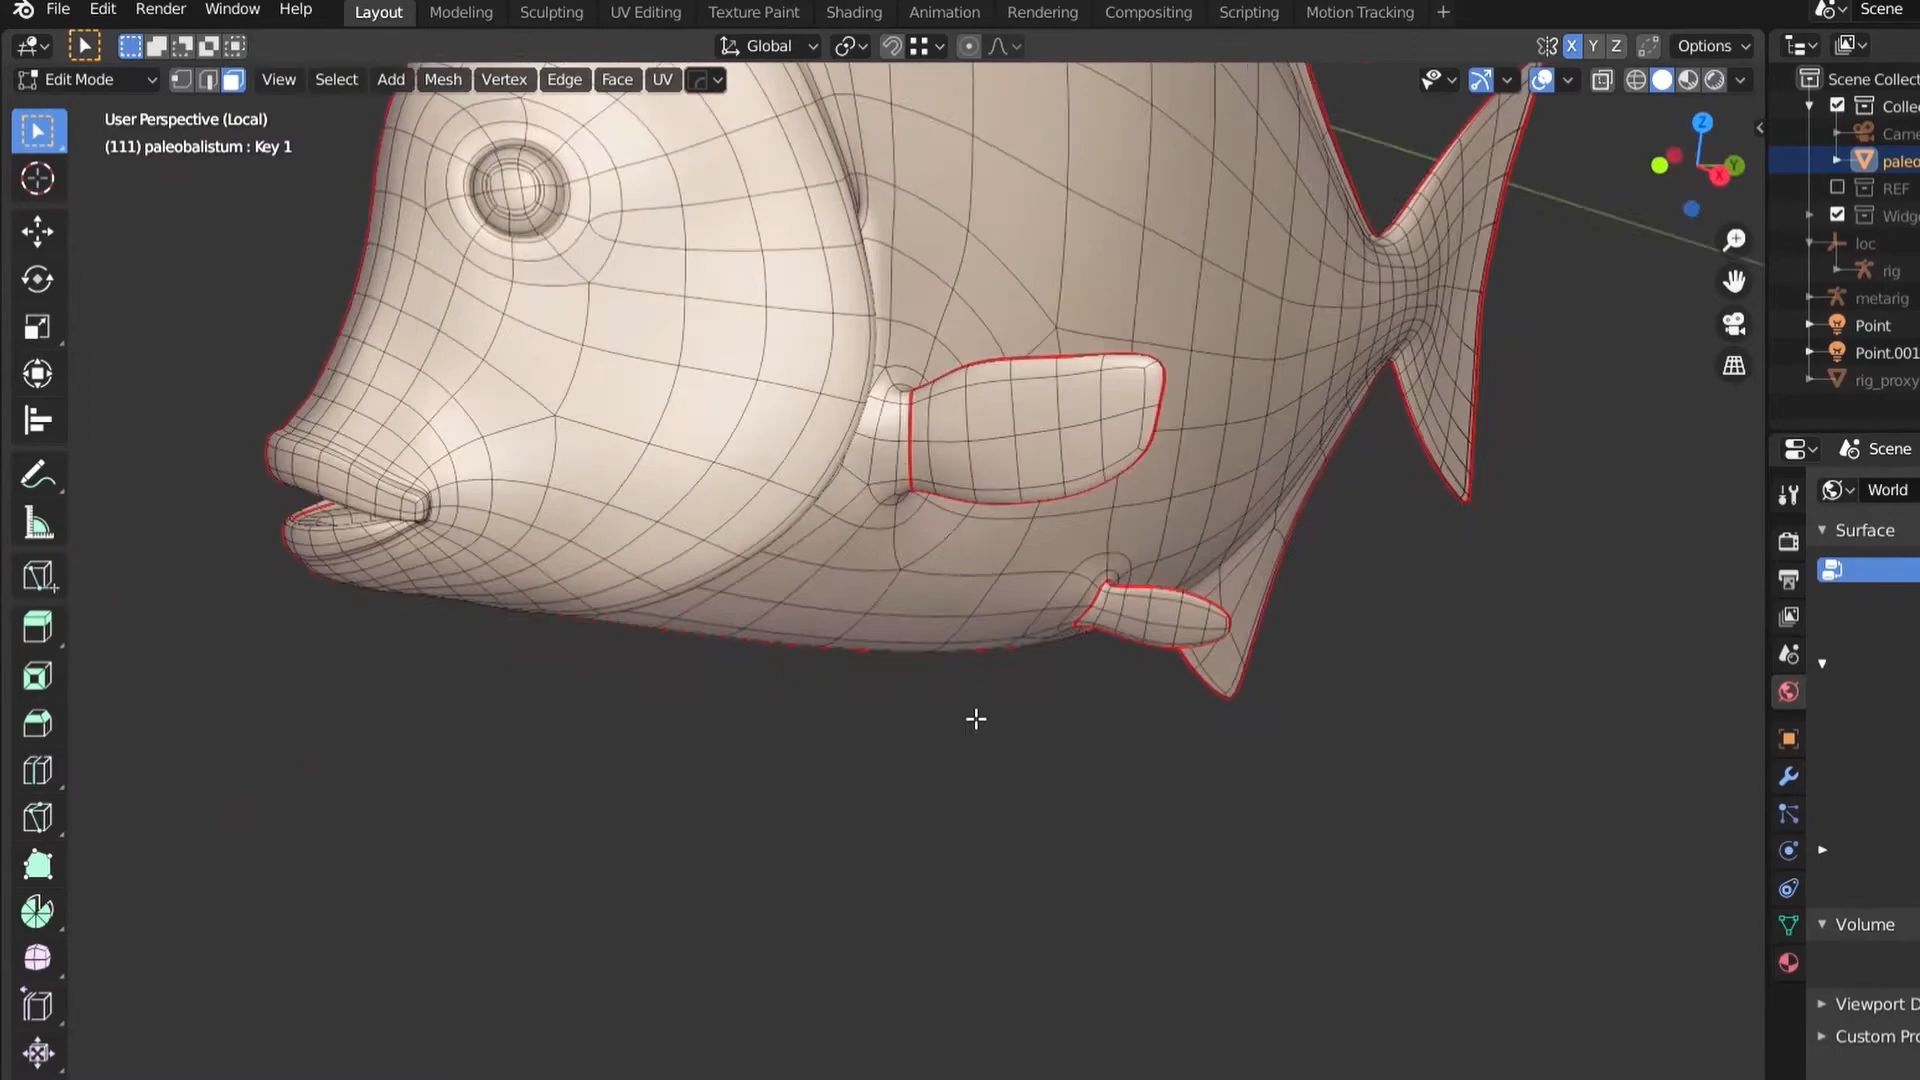 File Edit Render Window Help Layout Modeling Sculpting UV Editing Texture Paint Shading Animation Rendering Compositing Scripting Motion Tracking + Scene
Global X Y Z Options
Edit Mode View Select Add Mesh Vertex Edge Face UV
Scene Collec
User Perspective (Local)
(111) paleobalistum : Key 1
Collec
Came
paleo
REF
Widg
loc
rig
metarig
Point
Point.001
rig_proxy
Z
Y
X
Scene
World
Surface
Volume
Viewport D
Custom Pro